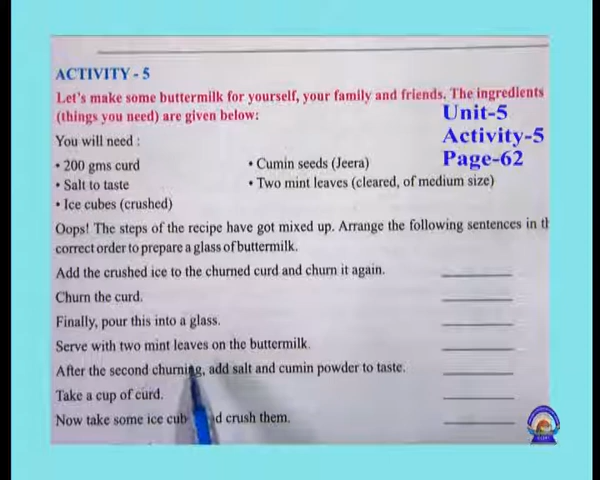 ACTIVITY - 5
Let's make some buttermilk for yourself, your family and friends. The ingredients
(things you need) are given below:
Unit-5
Activity-5
Page-62
You will need :
• 200 gms curd
• Cumin seeds (Jeera)
• Salt to taste
• Two mint leaves (cleared, of medium size)
• Ice cubes (crushed)
Oops! The steps of the recipe have got mixed up. Arrange the following sentences in
correct order to prepare a glass of buttermilk.
Add the crushed ice to the churned curd and churn it again.
Churn the curd.
Finally, pour this into a glass.
Serve with two mint leaves on the buttermilk.
After the second churning, add salt and cumin powder to taste.
Take a cup of curd.
Now take some ice crush them.